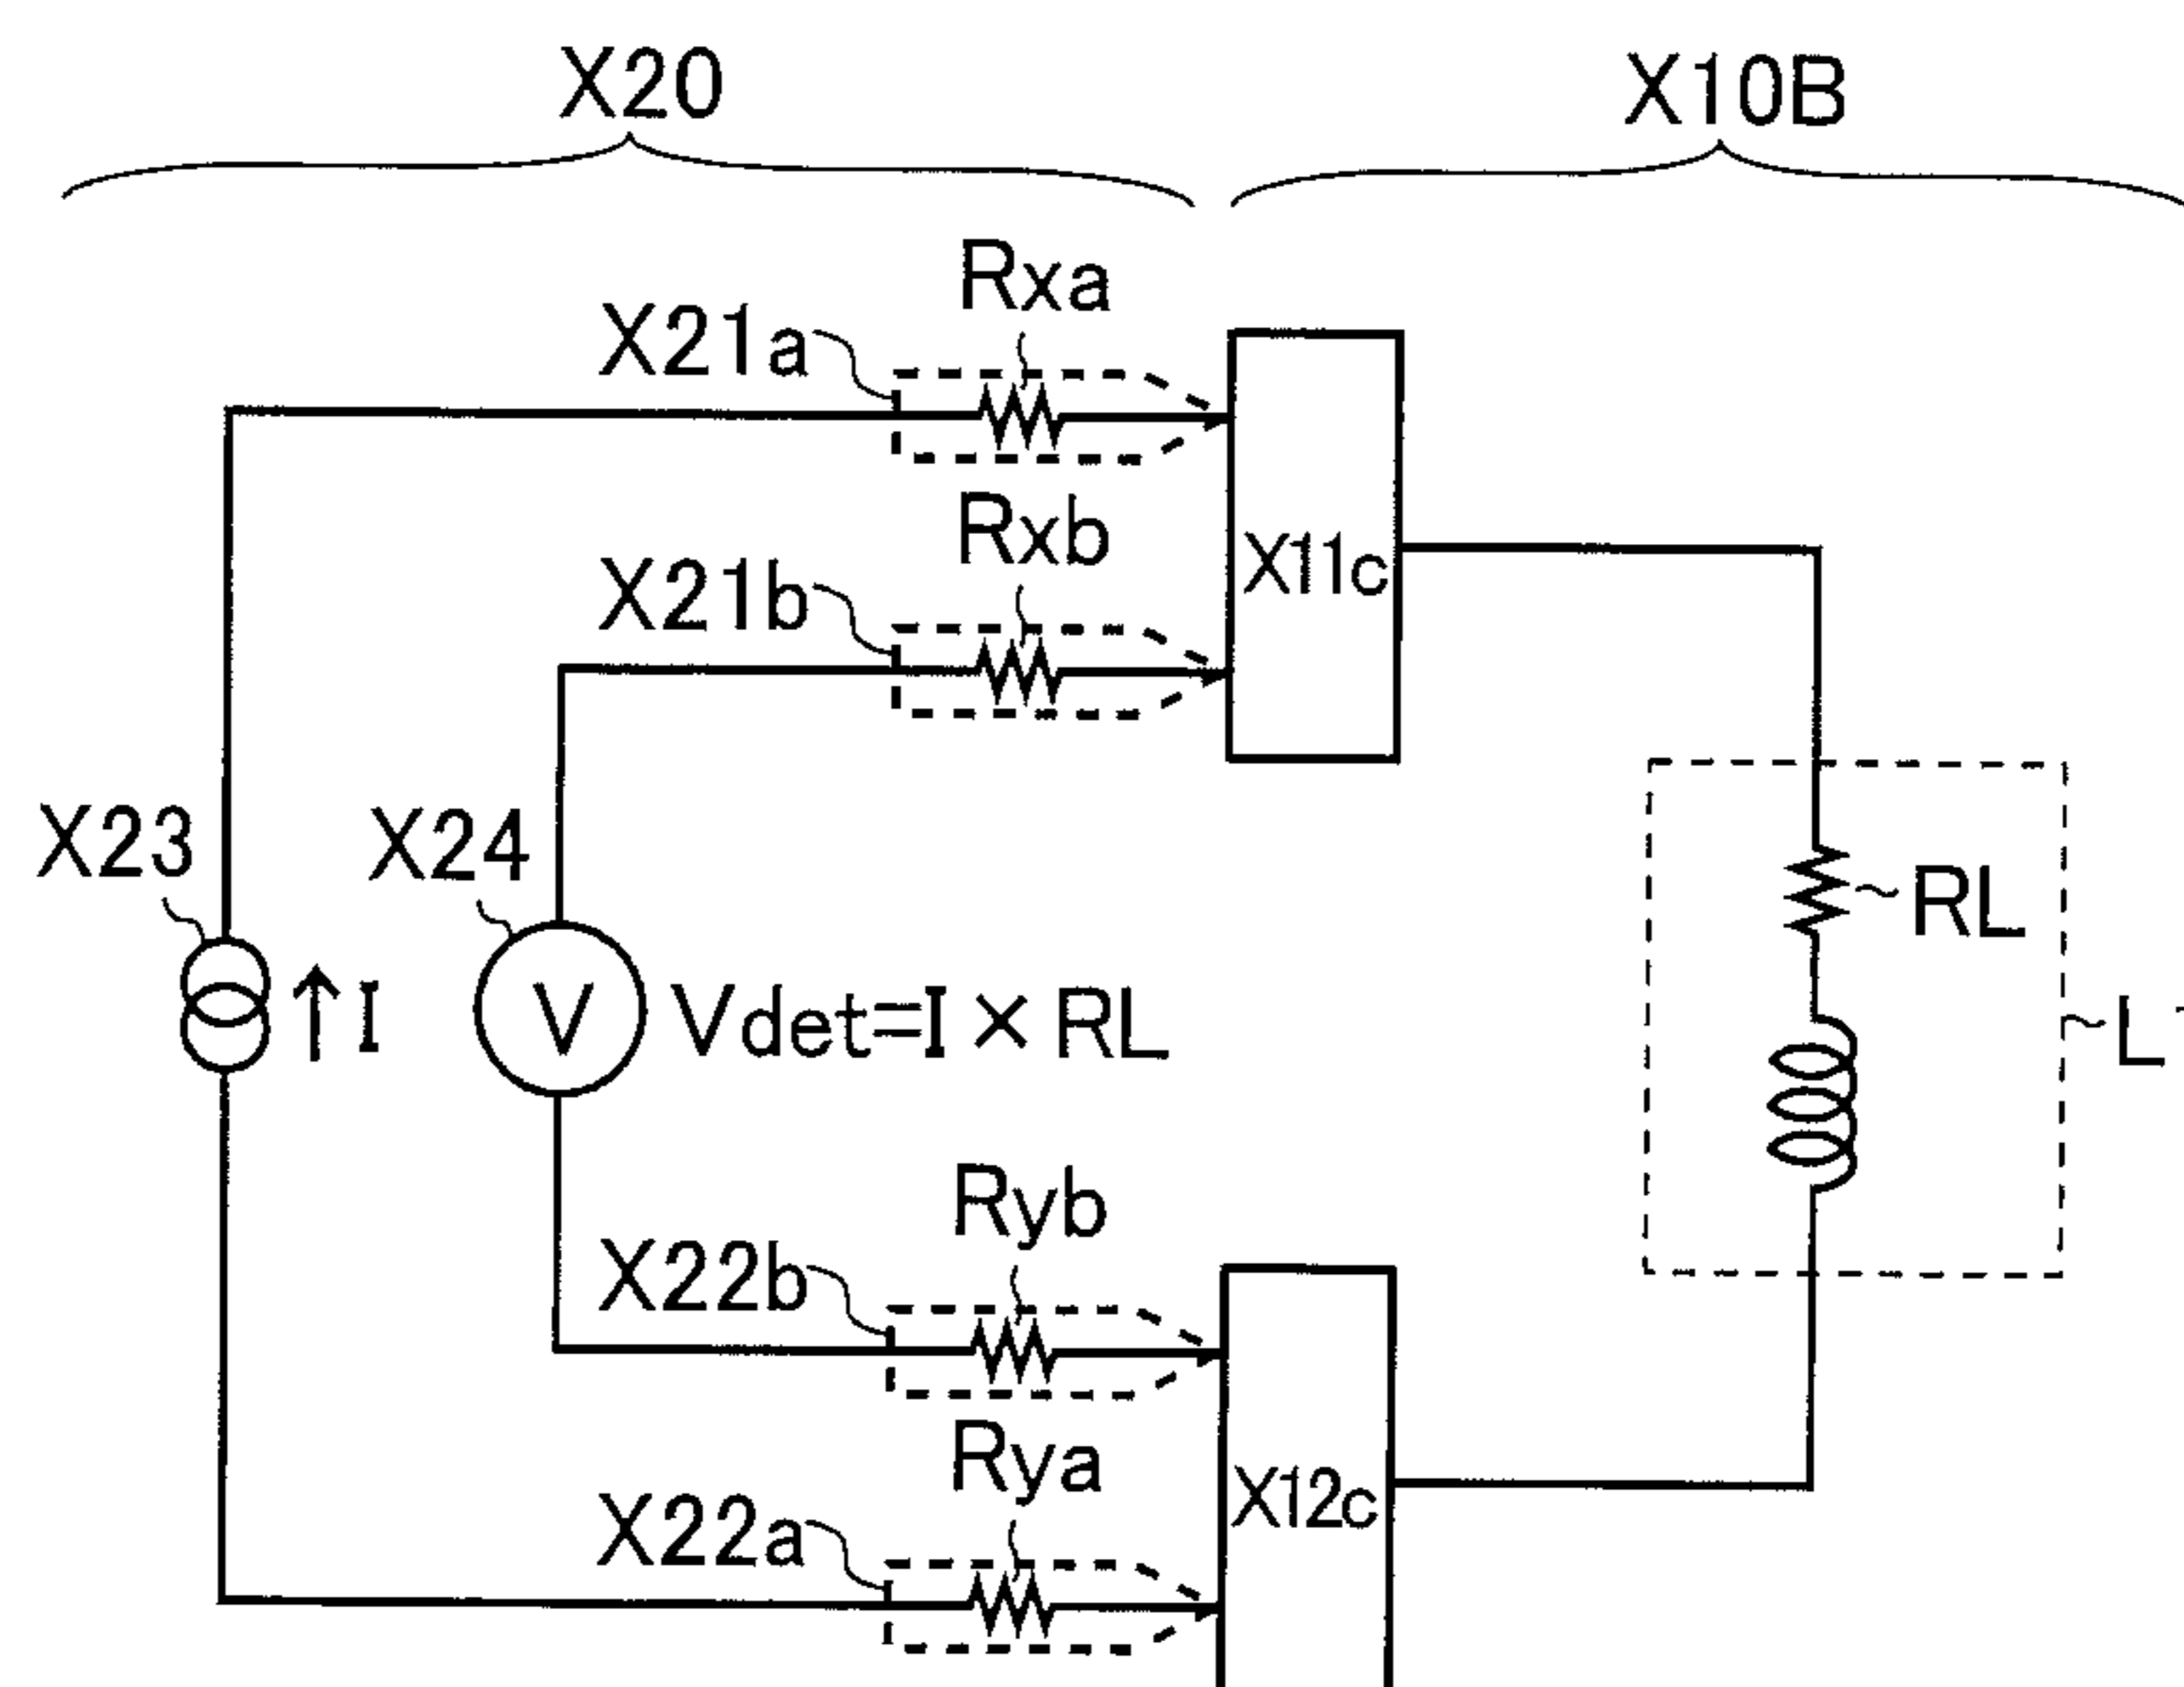 X20
X10B
Rxa
X21a
Rxb
X21b
X11c
X23
X24
RL
I
V
Vdet=I×RL
L
Ryb
X22b
Rya
X22a
X12c